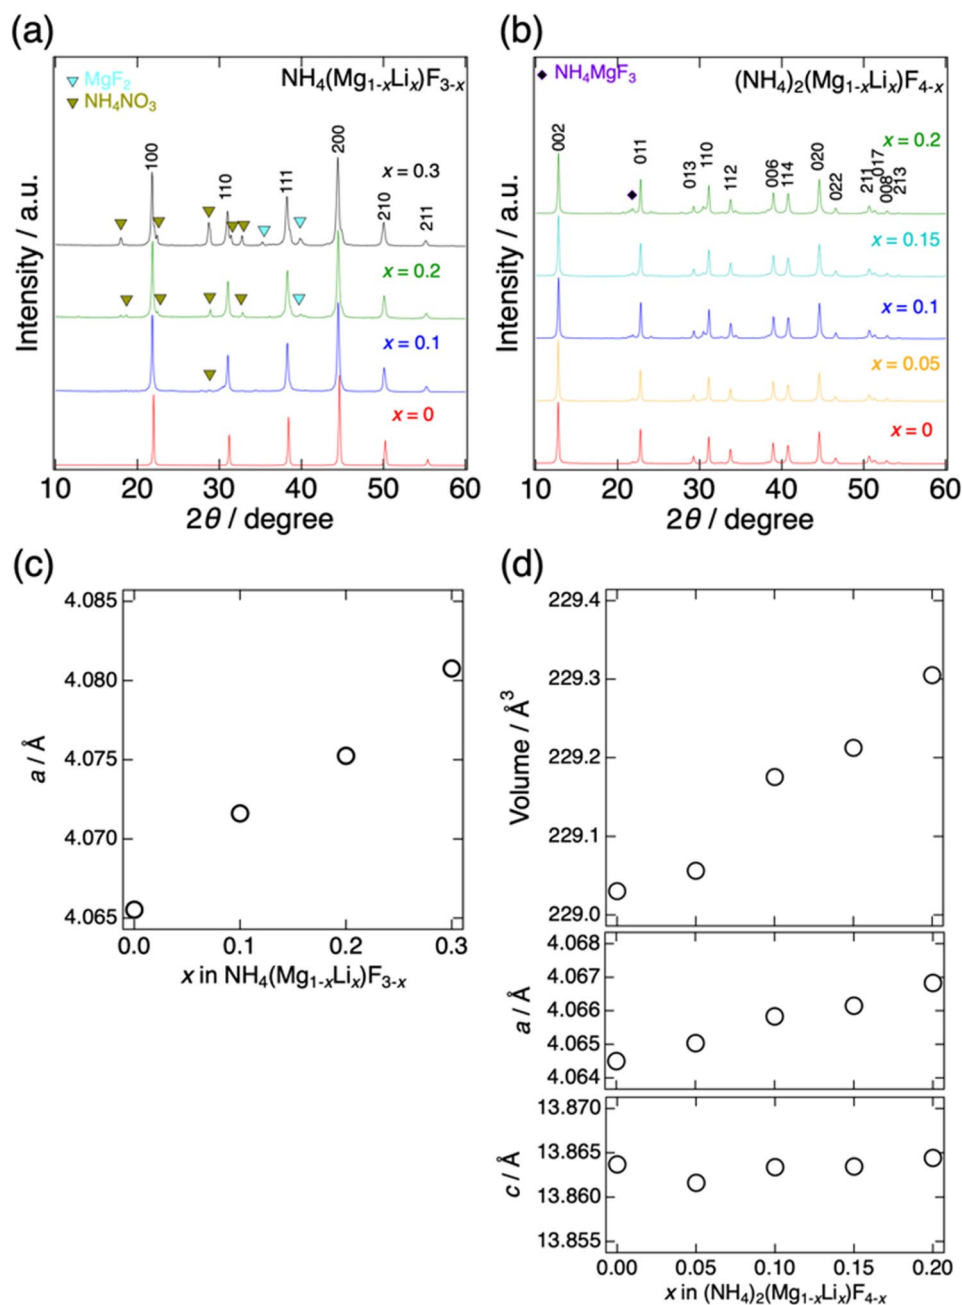 (a)
MgF2
NH4NO3
NH4(Mg1-xLix)F3-x
100
110
111
200
210
211
x = 0.3
x = 0.2
x = 0.1
x = 0
Intensity / a.u.
10 20 30 40 50 60
2θ / degree
(b)
NH4MgF3
(NH4)2(Mg1-xLix)F4-x
002
011
013
110
112
006
114
020
022
211
017
008
213
x = 0.2
x = 0.15
x = 0.1
x = 0.05
x = 0
Intensity / a.u.
10 20 30 40 50 60
2θ / degree
(c)
4.085
4.080
4.075
4.070
4.065
a / Å
0.0 0.1 0.2 0.3
x in NH4(Mg1-xLix)F3-x
(d)
229.4
229.3
229.2
229.1
229.0
Volume / Å3
4.068
4.067
4.066
4.065
4.064
a / Å
13.870
13.865
13.860
13.855
c / Å
0.00 0.05 0.10 0.15 0.20
x in (NH4)2(Mg1-xLix)F4-x